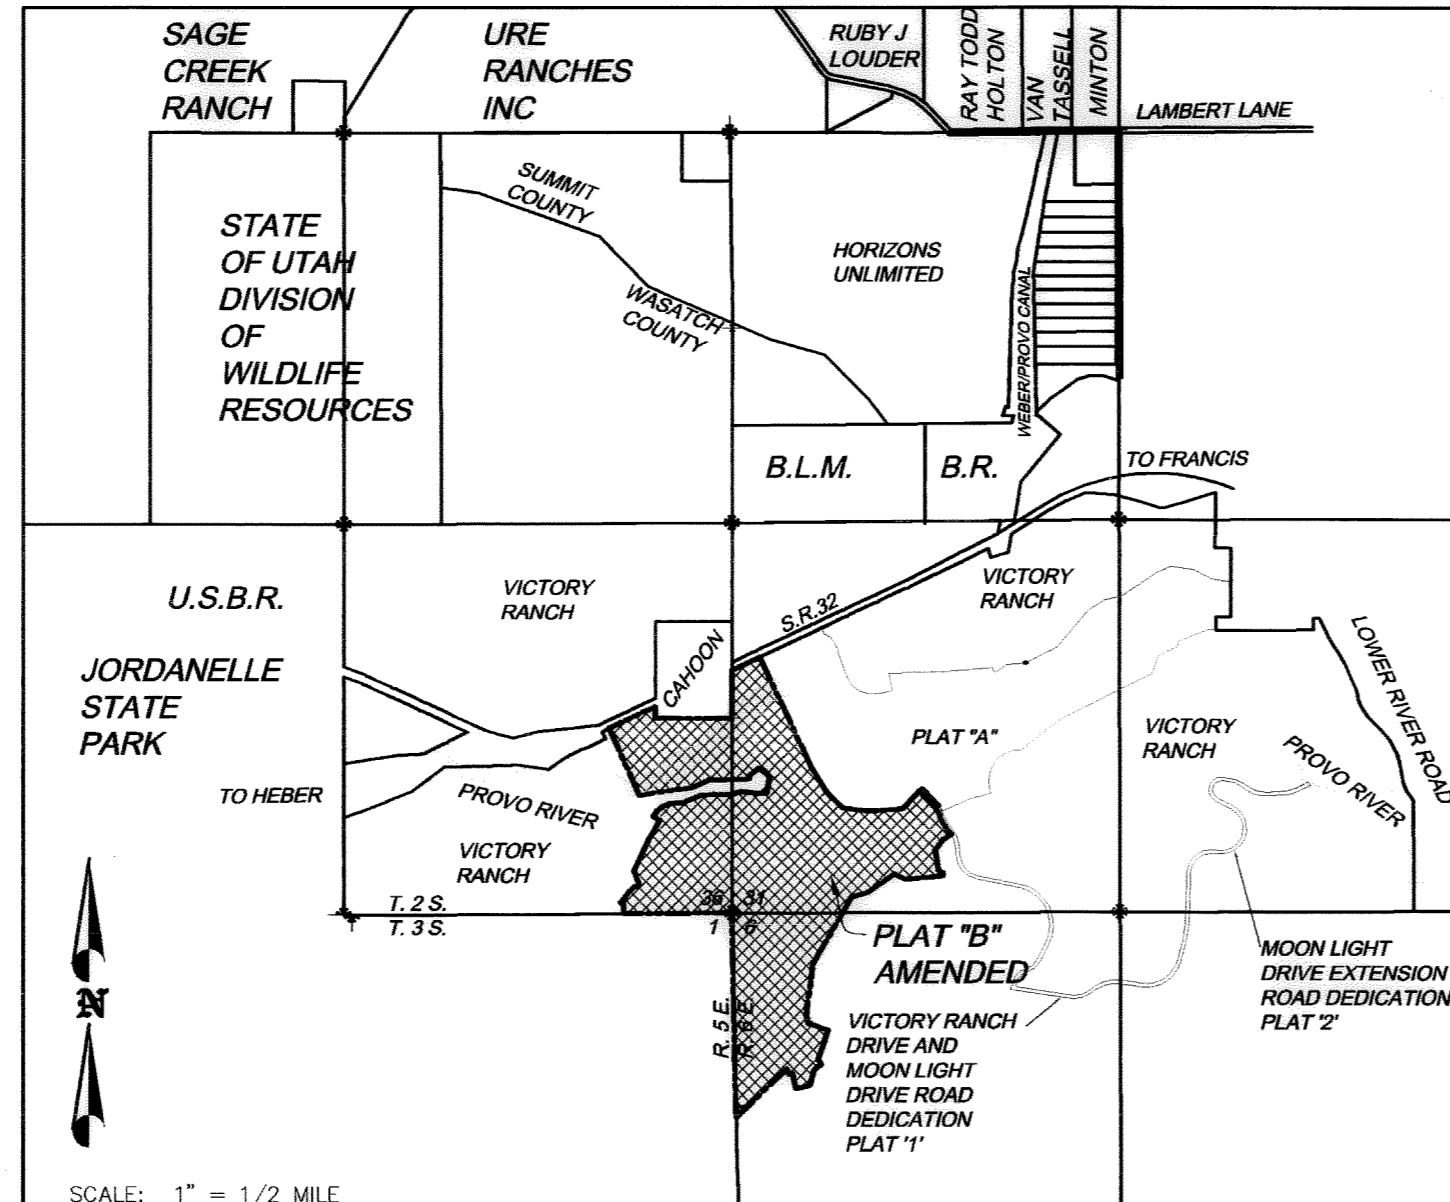 SAGE
CREEK
RANCH
URE
RANCHES
INC
RUBY J
LOUDER
RAY TODD
HOLTON
VAN
TASSELL
MINTON
LAMBERT LANE
SUMMIT
COUNTY
STATE
OF UTAH
DIVISION
OF
WILDLIFE
RESOURCES
WASATCH
COUNTY
HORIZONS
UNLIMITED
WEBER/PROVO CANAL
B.L.M.
B.R.
TO FRANCIS
U.S.B.R.
VICTORY
RANCH
S.R.32
VICTORY
RANCH
CAHOON
LOWER RIVER ROAD
JORDANELLE
STATE
PARK
PLAT "A"
VICTORY
RANCH
PROVO RIVER
TO HEBER
PROVO RIVER
VICTORY
RANCH
T. 2 S.
T. 3 S.
36 31
1 6
PLAT "B"
AMENDED
R. 5 E.
R. 6 E.
N
VICTORY RANCH
DRIVE AND
MOON LIGHT
DRIVE ROAD
DEDICATION
PLAT '1'
MOON LIGHT
DRIVE EXTENSION
ROAD DEDICATION
PLAT '2'
SCALE: 1" = 1/2 MILE